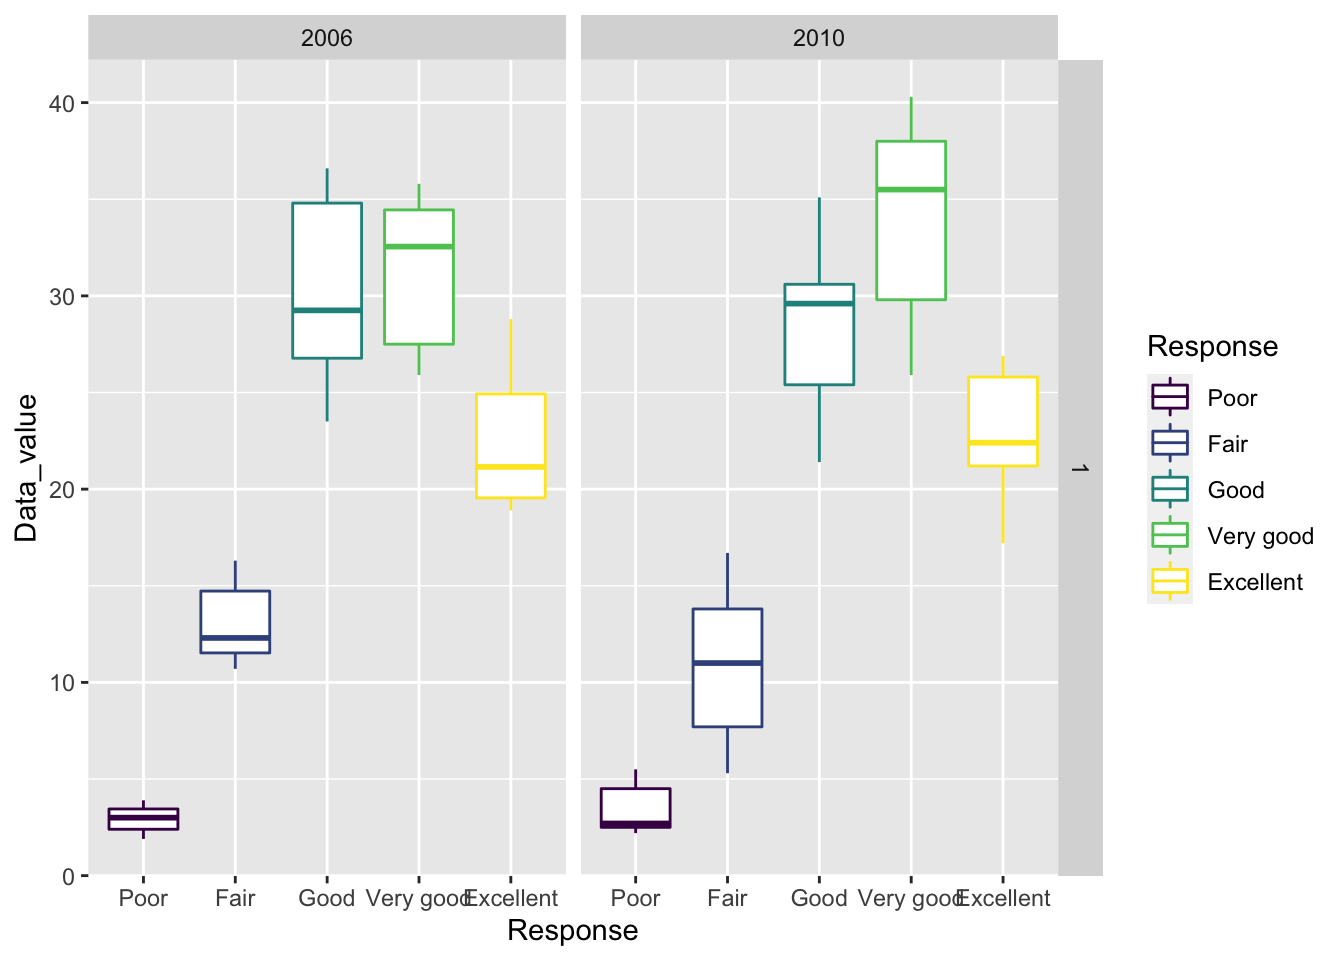 2006 2010
40
30
20
10
0
Data_value
1
Poor Fair Good Very good Excellent Poor Fair Good Very good Excellent
Response
Response
Poor
Fair
Good
Very good
Excellent